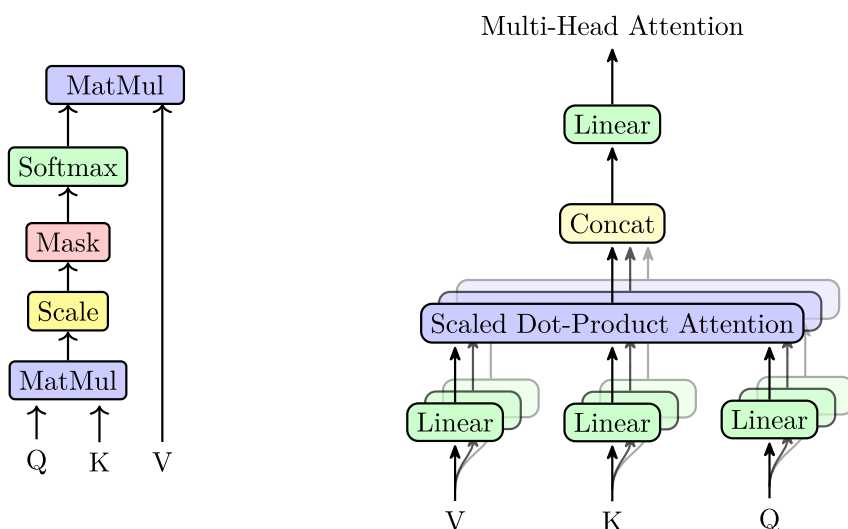 MatMul
Softmax
Mask
Scale
MatMul
Q K V
Multi-Head Attention
Linear
Concat
Scaled Dot-Product Attention
Linear Linear Linear
V K Q